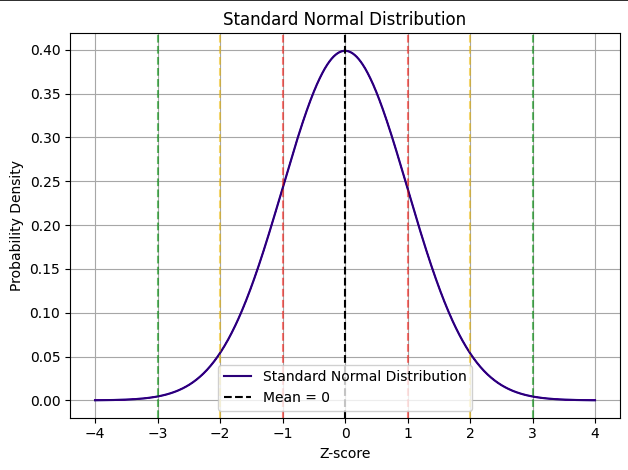 Standard Normal Distribution
0.40
0.35
0.30
0.25
0.20
0.15
0.10
0.05
0.00
Probability Density
Standard Normal Distribution
Mean = 0
−4 −3 −2 −1 0 1 2 3 4
Z-score